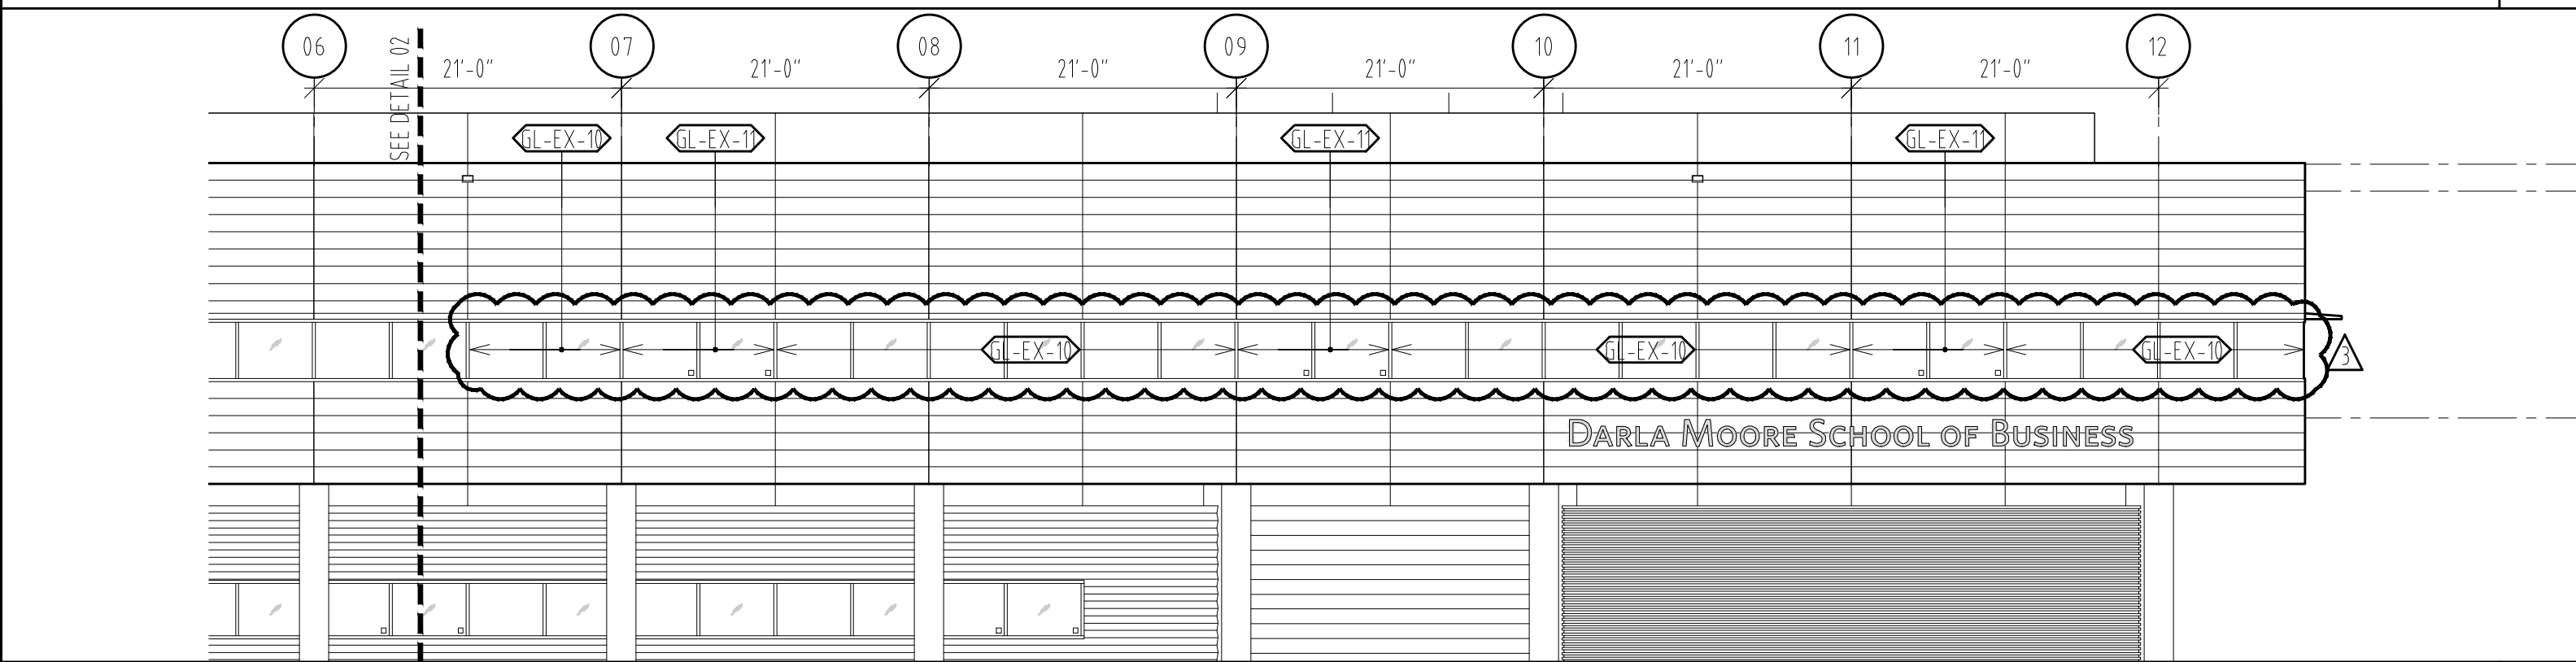 06 07 08 09 10 11 12
SEE DETAIL 02
21'-0" 21'-0" 21'-0" 21'-0" 21'-0" 21'-0"
GL-EX-10 GL-EX-11 GL-EX-11 GL-EX-11
GL-EX-10 GL-EX-10 GL-EX-10
3
DARLA MOORE SCHOOL OF BUSINESS